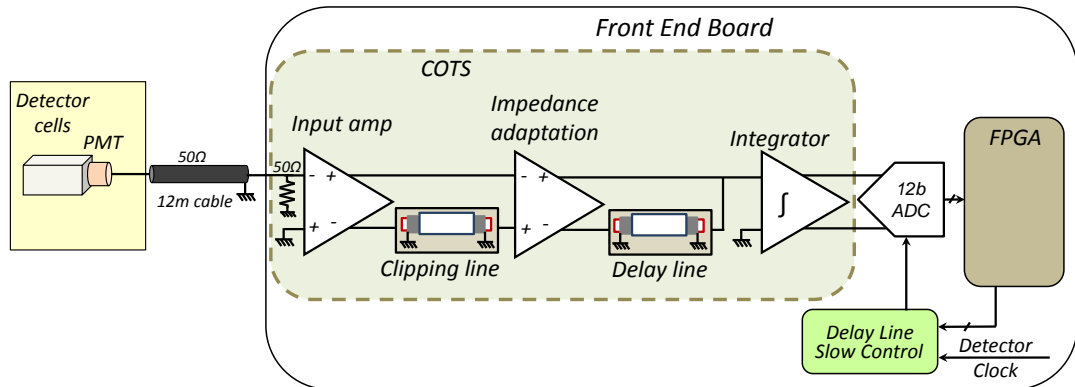 Front End Board
COTS
Detector
cells
PMT
50Ω
12m cable
Input amp
50Ω
- +
+ -
Clipping line
Impedance
adaptation
- +
+ -
Delay line
Integrator
∫
12b
ADC
FPGA
Delay Line
Slow Control
Detector
Clock